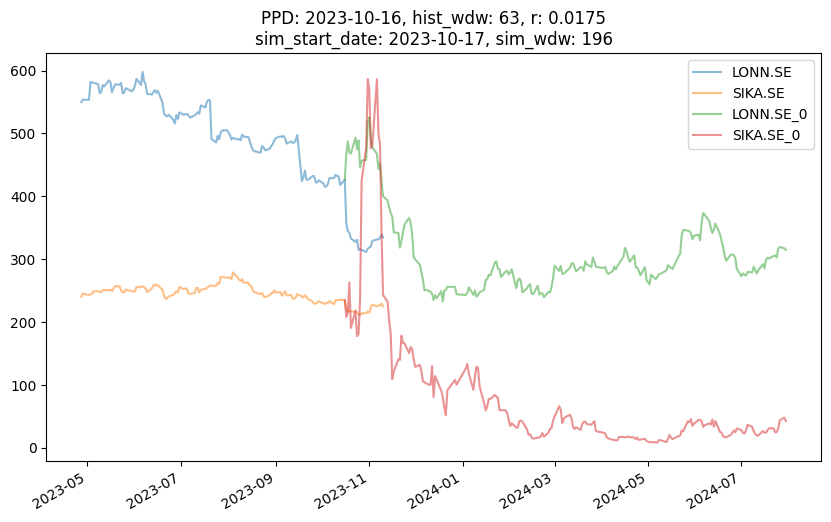 PPD: 2023-10-16, hist_wdw: 63, r: 0.0175
sim_start_date: 2023-10-17, sim_wdw: 196
LONN.SE
SIKA.SE
LONN.SE_0
SIKA.SE_0
600
500
400
300
200
100
0
2023-05
2023-07
2023-09
2023-11
2024-01
2024-03
2024-05
2024-07